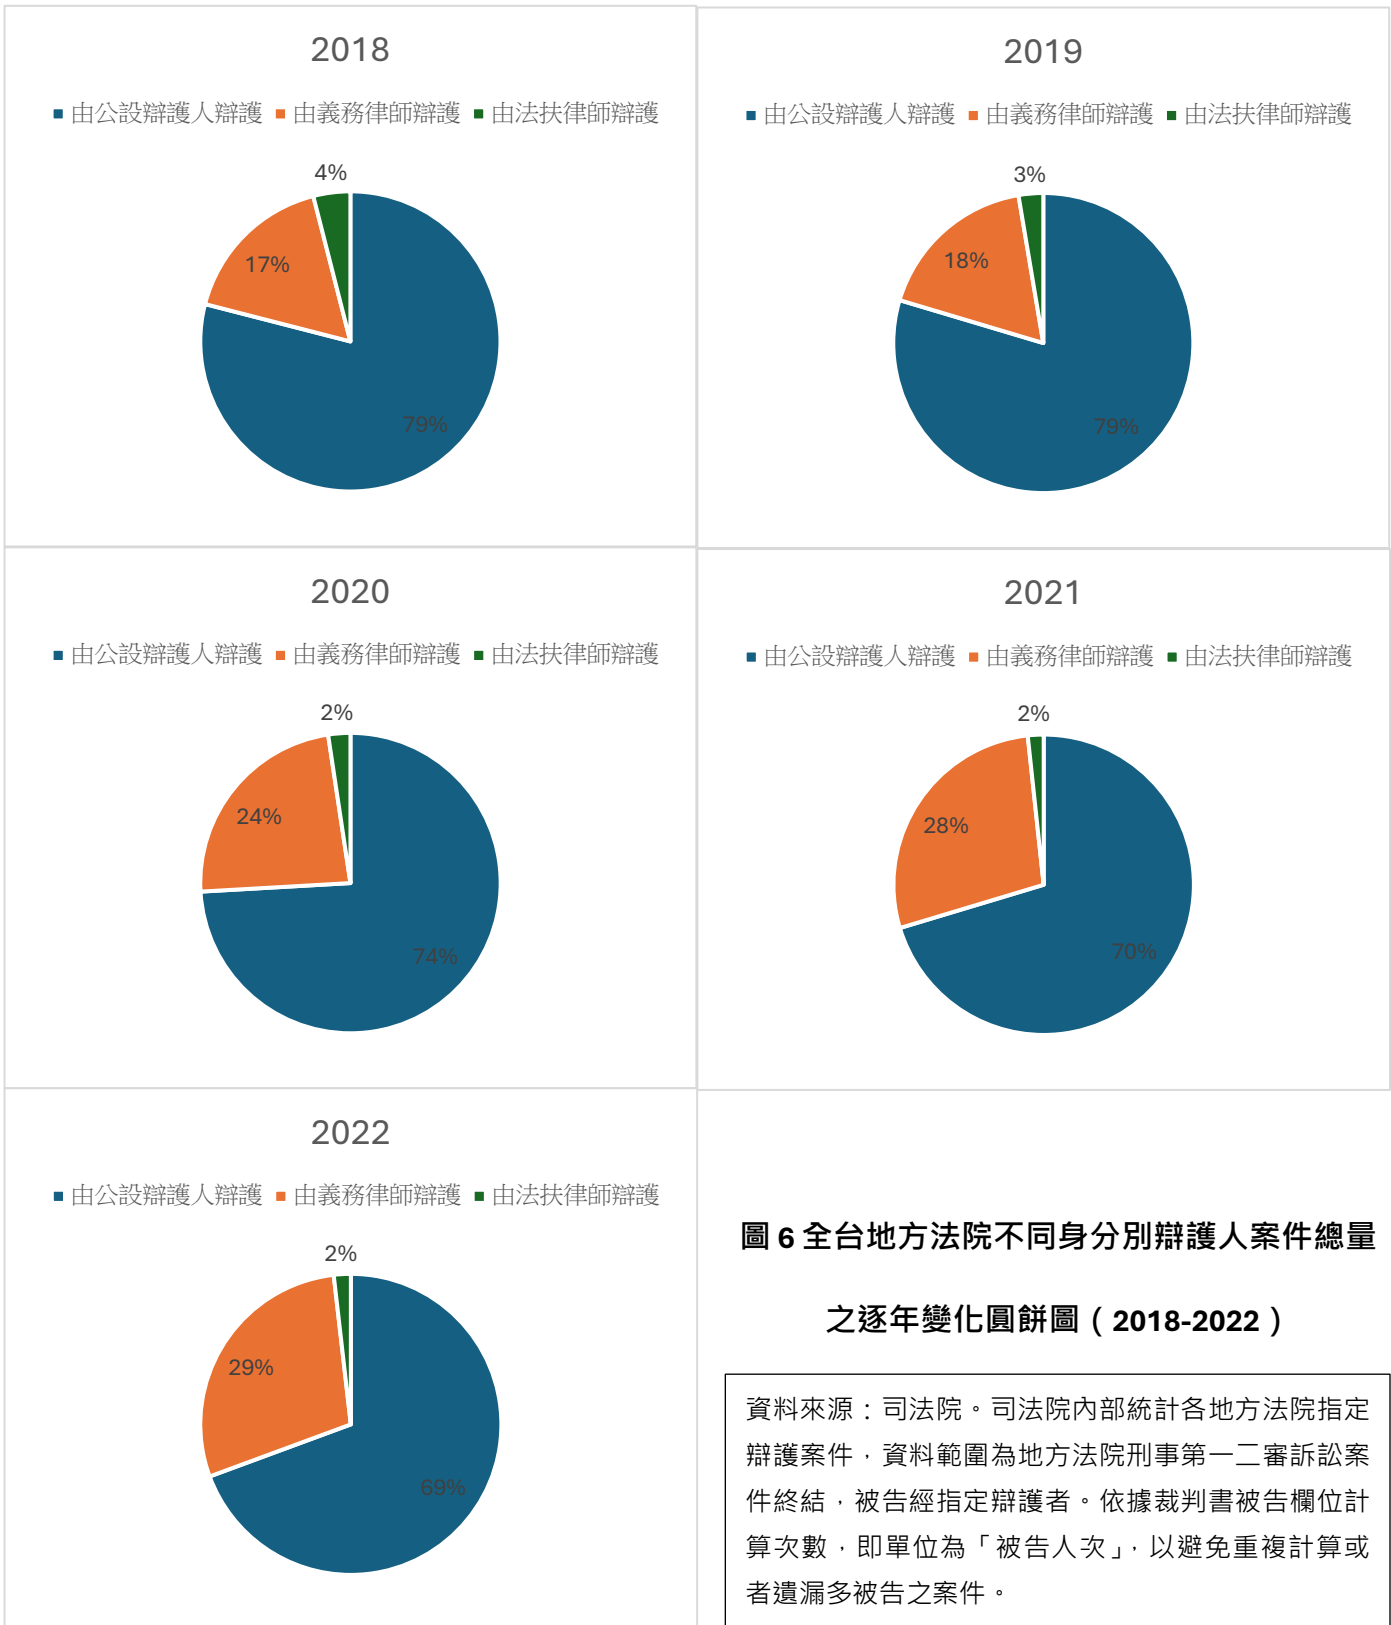 2018
由公設辯護人辯護 由義務律師辯護 由法扶律師辯護
4%
17%
79%
2019
由公設辯護人辯護 由義務律師辯護 由法扶律師辯護
3%
18%
79%
2020
由公設辯護人辯護 由義務律師辯護 由法扶律師辯護
2%
24%
74%
2021
由公設辯護人辯護 由義務律師辯護 由法扶律師辯護
2%
28%
70%
2022
由公設辯護人辯護 由義務律師辯護 由法扶律師辯護
2%
29%
69%
圖 6 全台地方法院不同身分別辯護人案件總量
之逐年變化圓餅圖（2018-2022）
資料來源：司法院。司法院內部統計各地方法院指定
辯護案件，資料範圍為地方法院刑事第一二審訴訟案
件終結，被告經指定辯護者。依據裁判書被告欄位計
算次數，即單位為「被告人次」，以避免重複計算或
者遺漏多被告之案件。